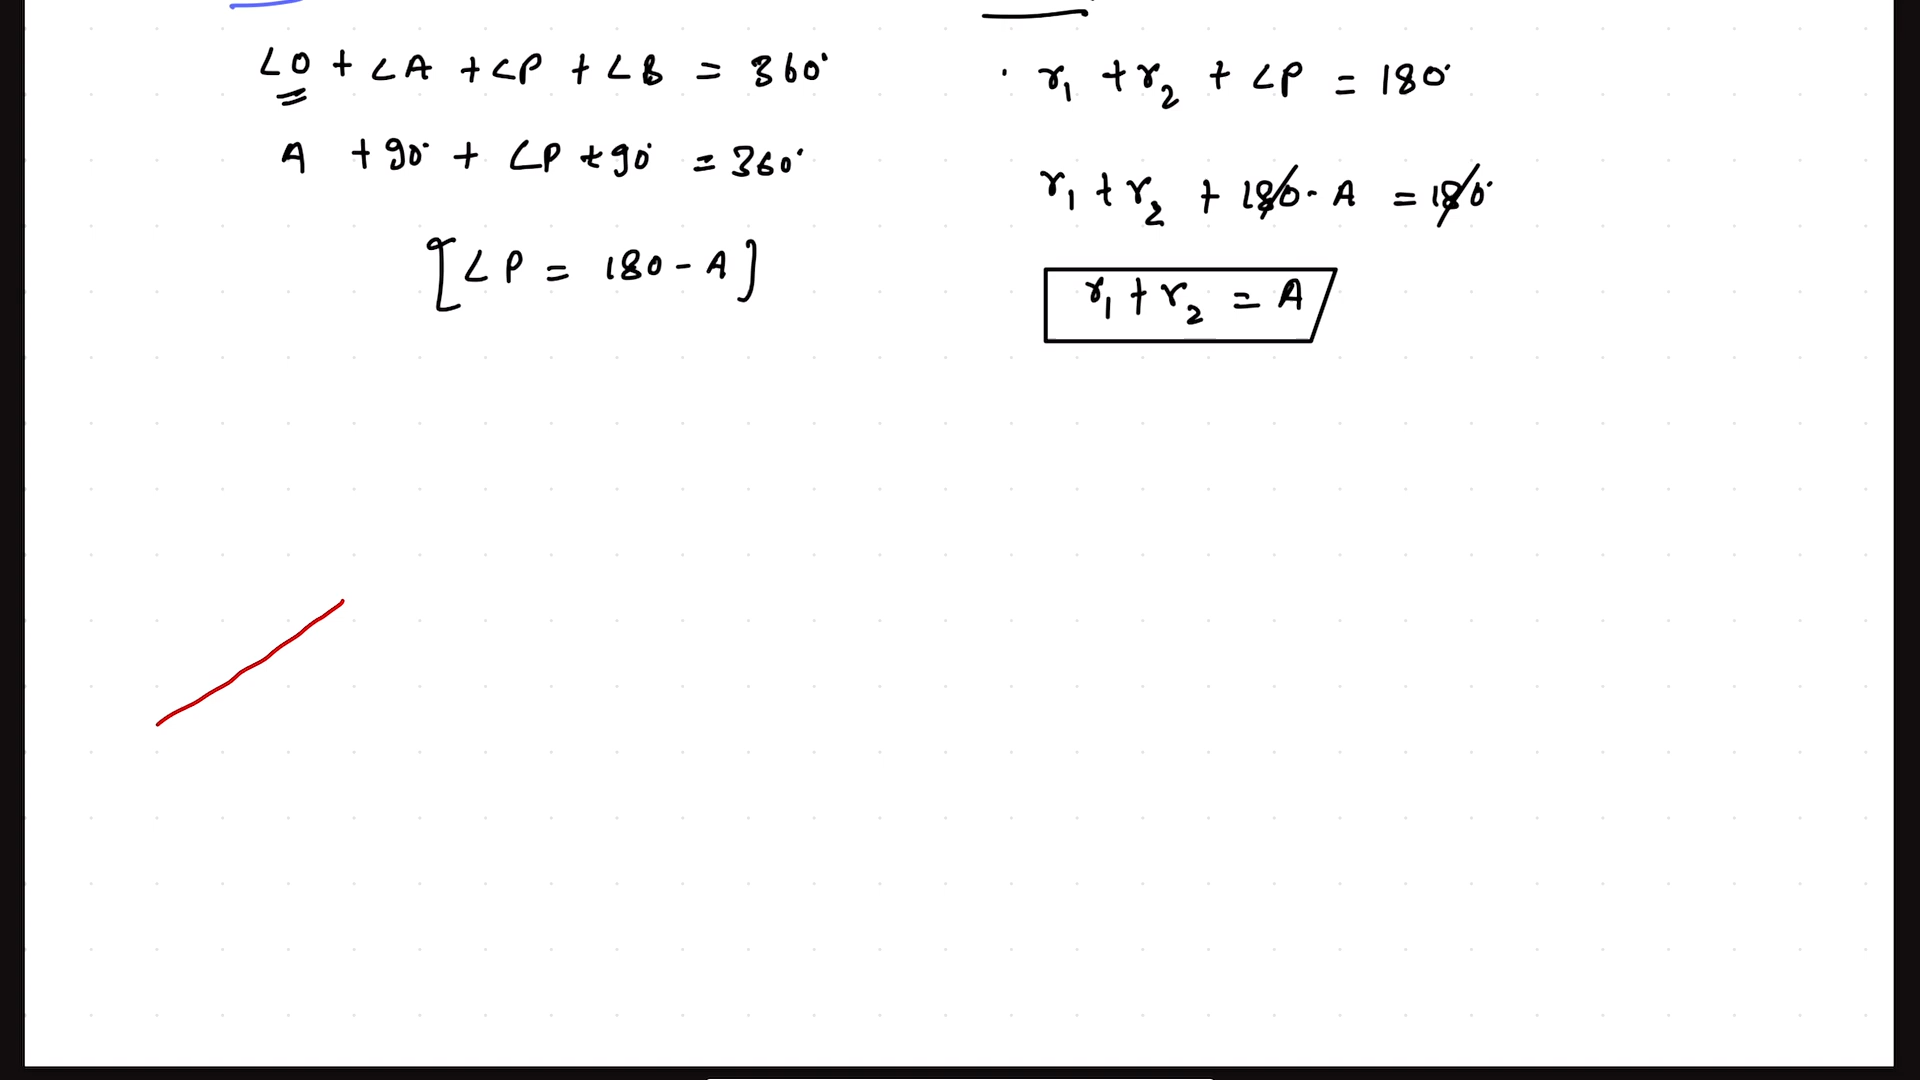 ∠O + ∠A + ∠P + ∠B = 360°
A + 90° + ∠P + 90° = 360°
[∠P = 180 - A]
r₁ + r₂ + ∠P = 180°
r₁ + r₂ + 180 - A = 180°
r₁ + r₂ = A